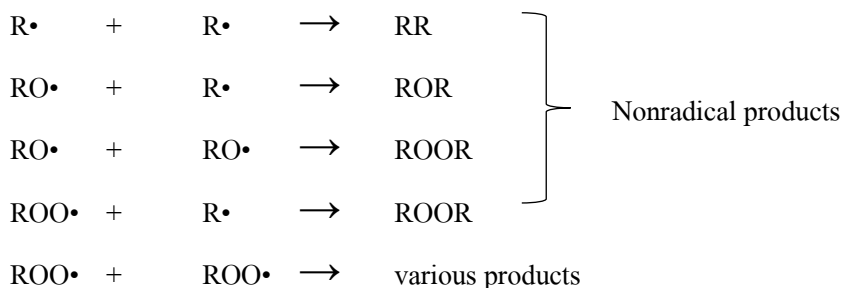 R• + R• → RR
RO• + R• → ROR
Nonradical products
RO• + RO• → ROOR
ROO• + R• → ROOR
ROO• + ROO• → various products